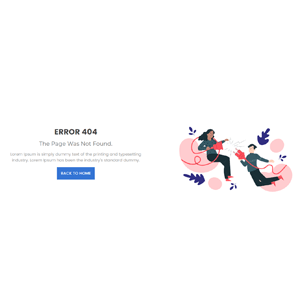 ERROR 404
The Page Was Not Found.
Lorem Ipsum is simply dummy text of the printing and typesetting
industry. Lorem Ipsum has been the industry's standard dummy.
BACK TO HOME